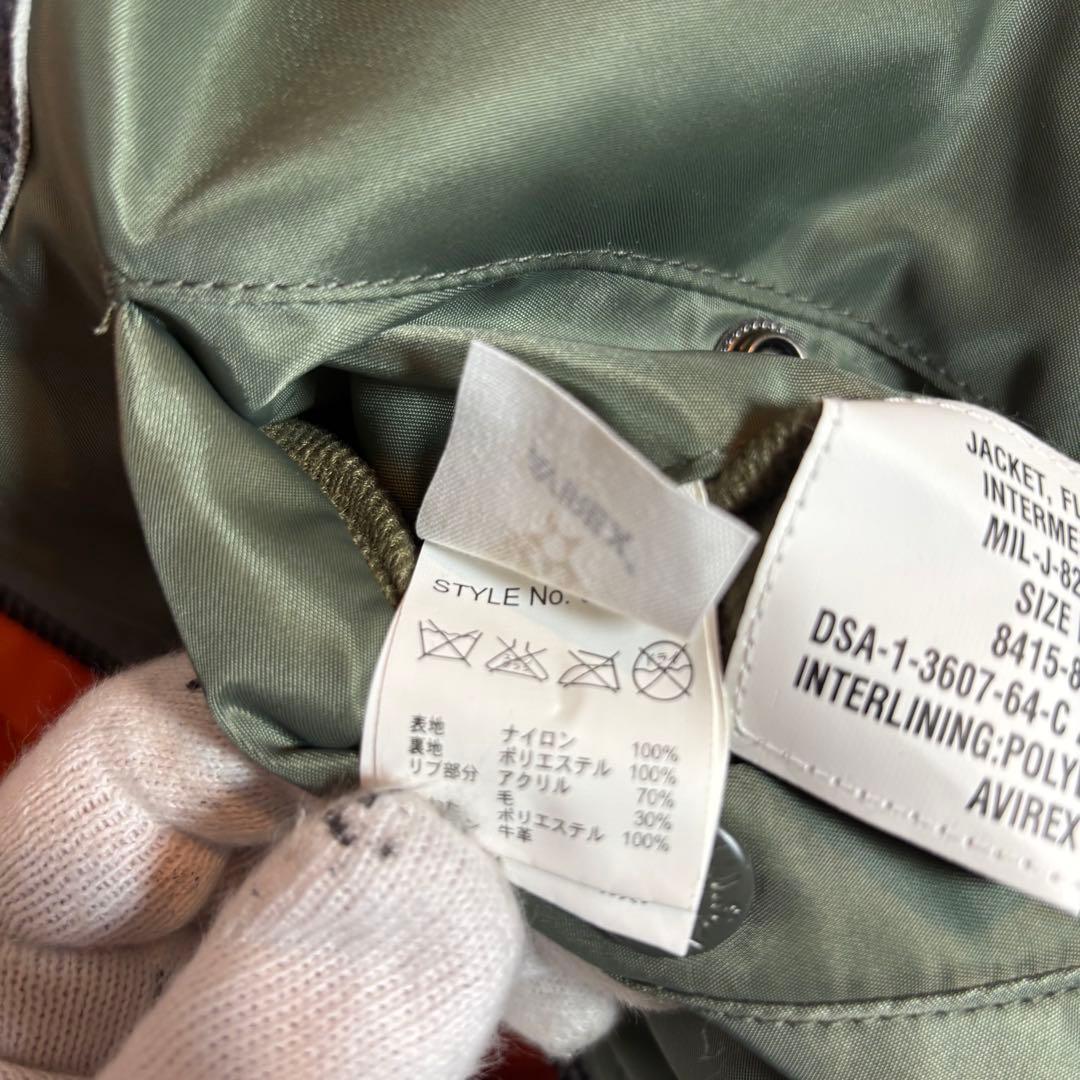 AVIREX
STYLE No.
表地 ナイロン 100%
裏地 ポリエステル 100%
リブ部分 アクリル 70%
毛 30%
ポリエステル 100%
牛革
JACKET, FL
INTERME
MIL-J-82
SIZE
8415-8
DSA-1-3607-64-C
INTERLINING:POLY
AVIREX